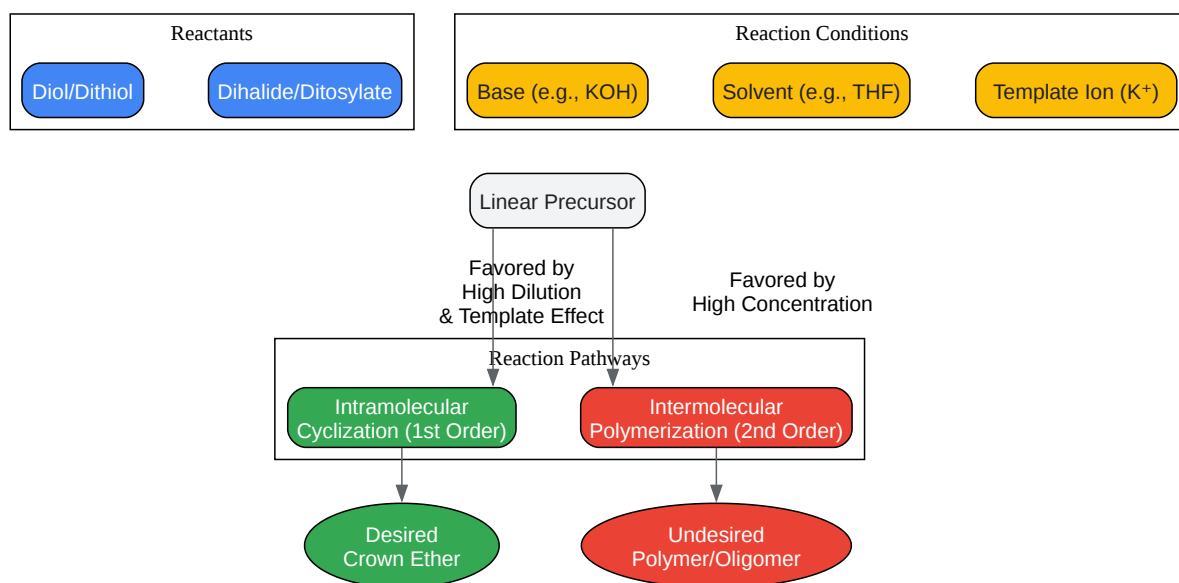 Reactants
Diol/Dithiol
Dihalide/Ditosylate
Reaction Conditions
Base (e.g., KOH)
Solvent (e.g., THF)
Template Ion (K⁺)
Linear Precursor
Favored by
High Dilution
& Template Effect
Favored by
High Concentration
Reaction Pathways
Intramolecular
Cyclization (1st Order)
Intermolecular
Polymerization (2nd Order)
Desired
Crown Ether
Undesired
Polymer/Oligomer